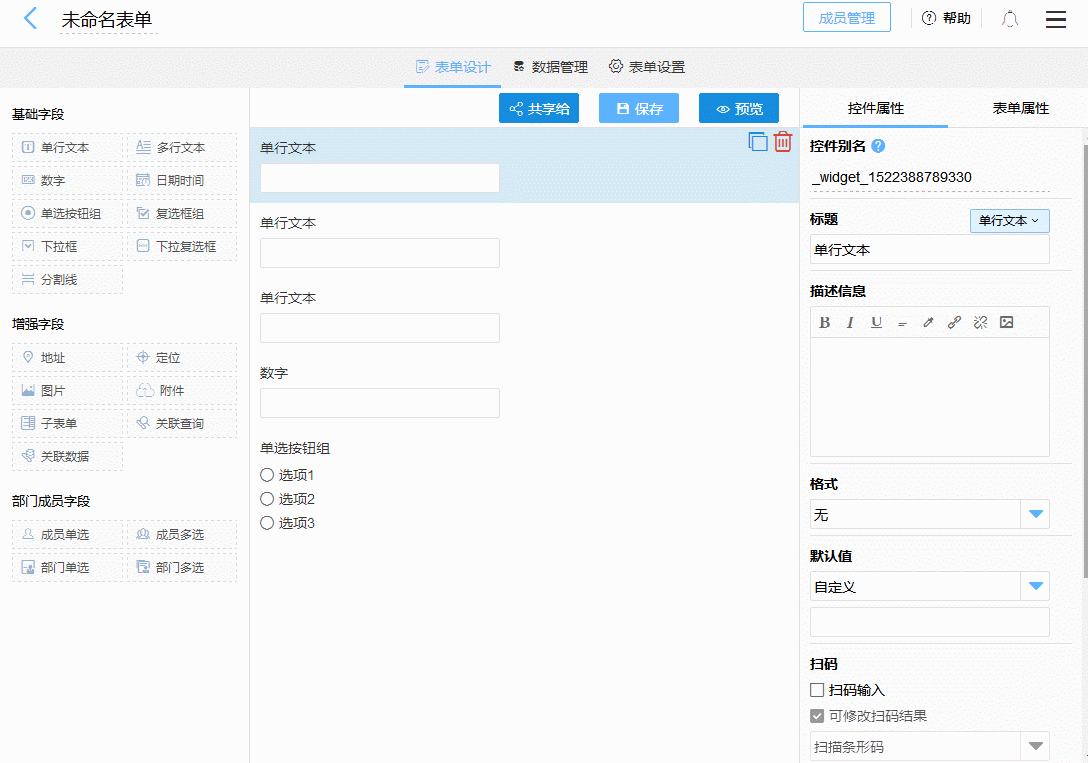 未命名表单
成员管理
帮助
表单设计
数据管理
表单设置
基础字段
单行文本
多行文本
数字
日期时间
单选按钮组
复选框组
下拉框
下拉复选框
分割线
增强字段
地址
定位
图片
附件
子表单
关联查询
关联数据
部门成员字段
成员单选
成员多选
部门单选
部门多选
共享给
保存
预览
单行文本
单行文本
单行文本
数字
单选按钮组
选项1
选项2
选项3
控件属性
表单属性
控件别名 ?
_widget_1522388789330
标题
单行文本
单行文本
描述信息
B I U
格式
无
默认值
自定义
扫码
扫码输入
可修改扫码结果
扫描条形码